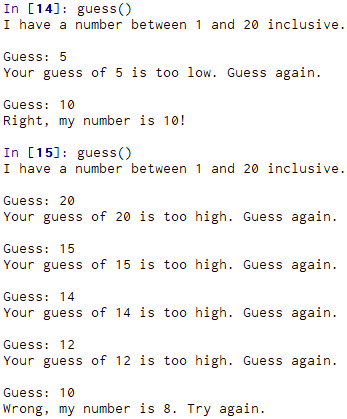 In [14]: guess()
I have a number between 1 and 20 inclusive.
Guess: 5
Your guess of 5 is too low. Guess again.
Guess: 10
Right, my number is 10!
In [15]: guess()
I have a number between 1 and 20 inclusive.
Guess: 20
Your guess of 20 is too high. Guess again.
Guess: 15
Your guess of 15 is too high. Guess again.
Guess: 14
Your guess of 14 is too high. Guess again.
Guess: 12
Your guess of 12 is too high. Guess again.
Guess: 10
Wrong, my number is 8. Try again.